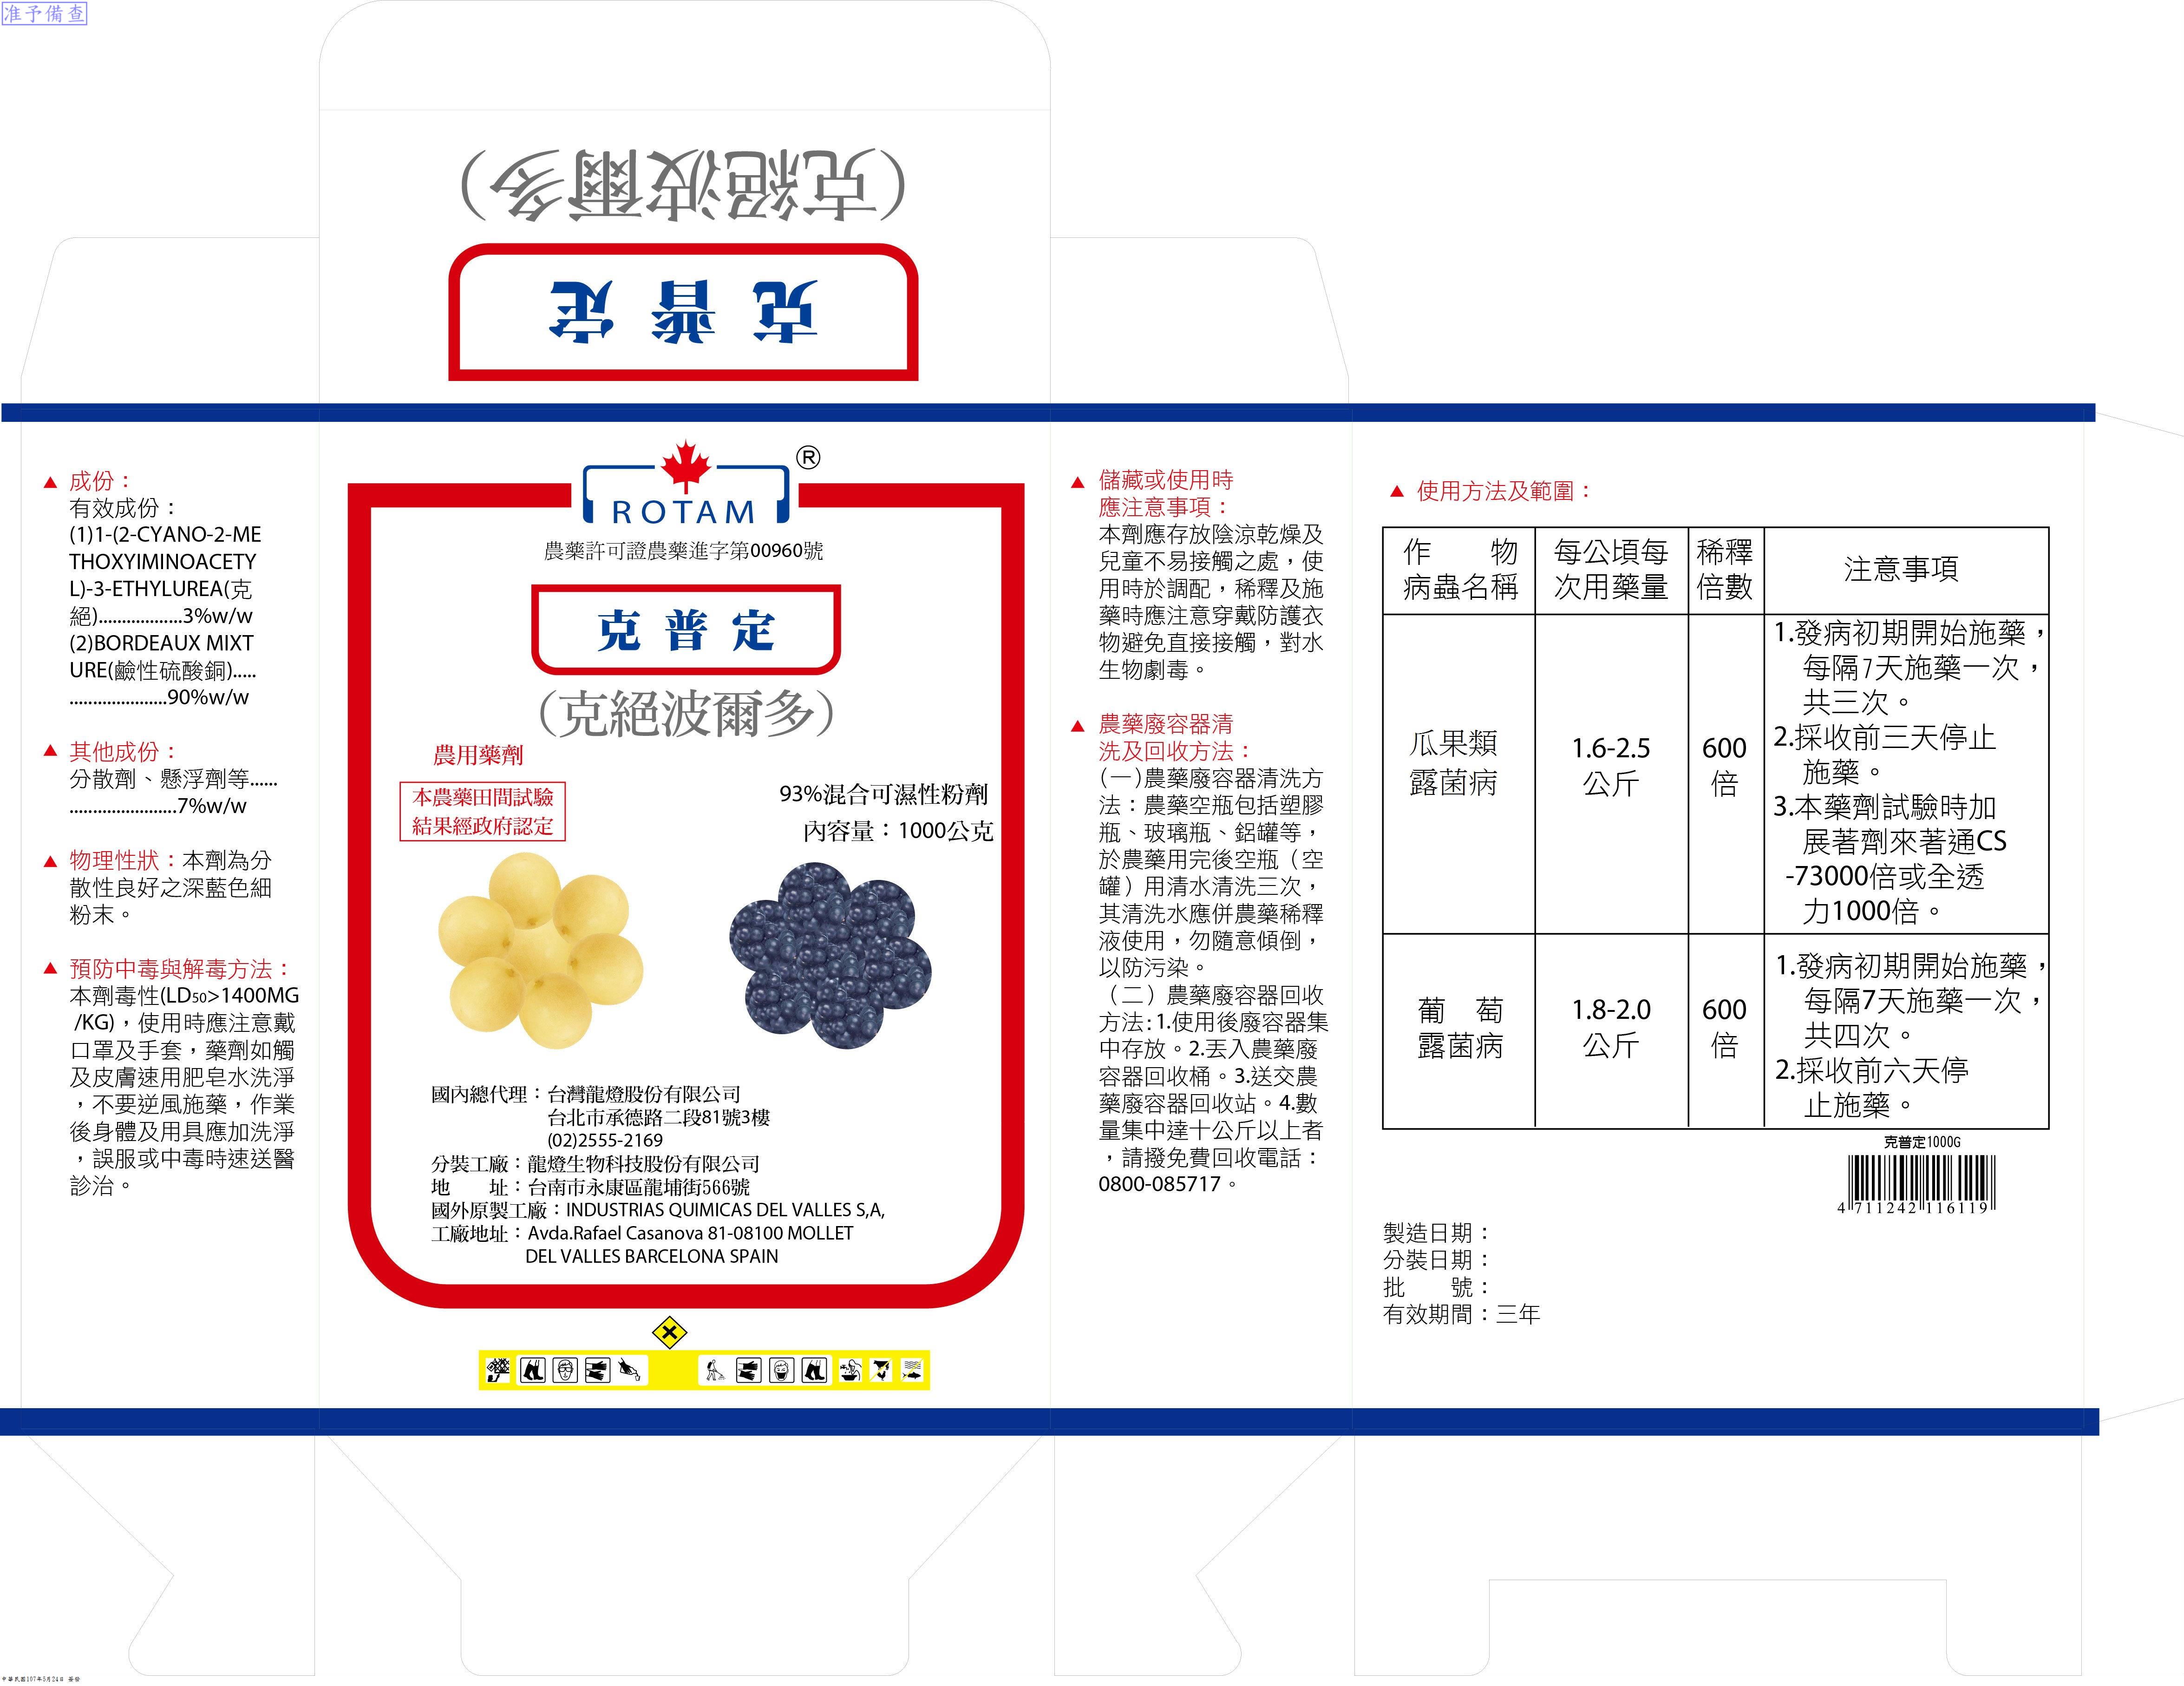 准予備查
(克絕波爾多)
克普定
▲ 成份：
有效成份：
(1)1-(2-CYANO-2-ME
THOXYIMINOACETY
L)-3-ETHYLUREA(克
絕)..................3%w/w
(2)BORDEAUX MIXT
URE(鹼性硫酸銅).....
.....................90%w/w
▲ 其他成份：
分散劑、懸浮劑等......
.......................7%w/w
▲ 物理性狀：本劑為分
散性良好之深藍色細
粉末。
▲ 預防中毒與解毒方法：
本劑毒性(LD50>1400MG
/KG)，使用時應注意戴
口罩及手套，藥劑如觸
及皮膚速用肥皂水洗淨
，不要逆風施藥，作業
後身體及用具應加洗淨
，誤服或中毒時速送醫
診治。
®
ROTAM
農藥許可證農藥進字第00960號
克普定
(克絕波爾多)
農用藥劑
本農藥田間試驗
結果經政府認定
93%混合可濕性粉劑
內容量：1000公克
國內總代理：台灣龍燈股份有限公司
台北市承德路二段81號3樓
(02)2555-2169
分裝工廠：龍燈生物科技股份有限公司
地　　址：台南市永康區龍埔街566號
國外原製工廠：INDUSTRIAS QUIMICAS DEL VALLES S,A,
工廠地址：Avda.Rafael Casanova 81-08100 MOLLET
DEL VALLES BARCELONA SPAIN
▲ 儲藏或使用時
應注意事項：
本劑應存放陰涼乾燥及
兒童不易接觸之處，使
用時於調配，稀釋及施
藥時應注意穿戴防護衣
物避免直接接觸，對水
生物劇毒。
▲ 農藥廢容器清
洗及回收方法：
(一)農藥廢容器清洗方
法：農藥空瓶包括塑膠
瓶、玻璃瓶、鋁罐等，
於農藥用完後空瓶（空
罐）用清水清洗三次，
其清洗水應併農藥稀釋
液使用，勿隨意傾倒，
以防污染。
（二）農藥廢容器回收
方法:1.使用後廢容器集
中存放。2.丟入農藥廢
容器回收桶。3.送交農
藥廢容器回收站。4.數
量集中達十公斤以上者
，請撥免費回收電話：
0800-085717。
▲ 使用方法及範圍：
作　　物
病蟲名稱
每公頃每
次用藥量
稀釋
倍數
注意事項
瓜果類
露菌病
1.6-2.5
公斤
600
倍
1.發病初期開始施藥，
每隔7天施藥一次，
共三次。
2.採收前三天停止
施藥。
3.本藥劑試驗時加
展著劑來著通CS
-73000倍或全透
力1000倍。
葡　萄
露菌病
1.8-2.0
公斤
600
倍
1.發病初期開始施藥，
每隔7天施藥一次，
共四次。
2.採收前六天停
止施藥。
克普定1000G
4 711242 116119
製造日期：
分裝日期：
批　　號：
有效期間：三年
中華民國107年5月24日